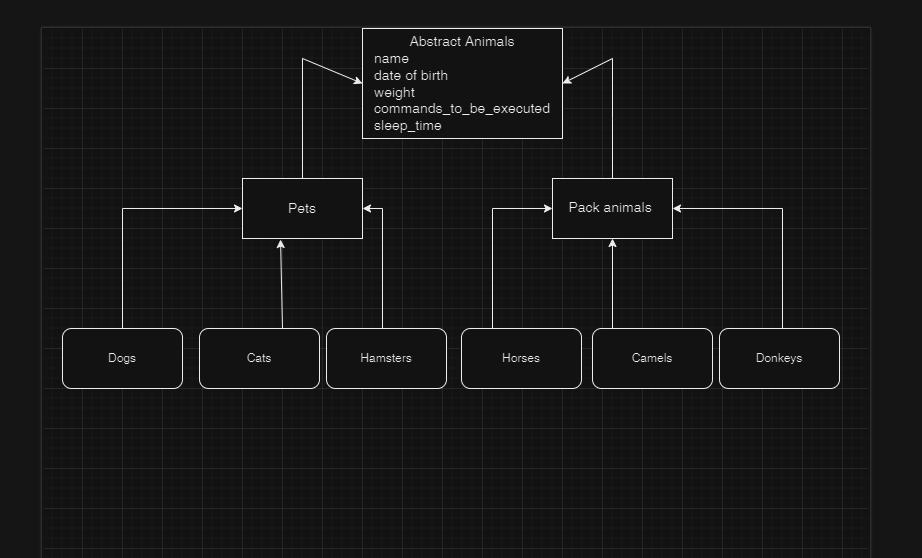 Abstract Animals
name
date of birth
weight
commands_to_be_executed
sleep_time
Pets
Pack animals
Dogs
Cats
Hamsters
Horses
Camels
Donkeys